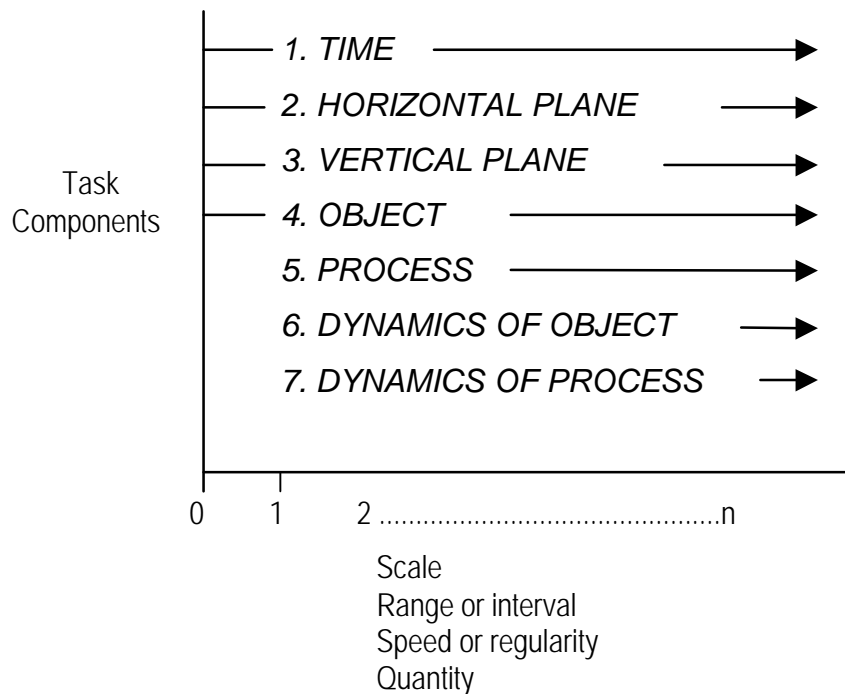 1. TIME
2. HORIZONTAL PLANE
3. VERTICAL PLANE
Task
Components
4. OBJECT
5. PROCESS
6. DYNAMICS OF OBJECT
7. DYNAMICS OF PROCESS
0 1 2 ...............................................n
Scale
Range or interval
Speed or regularity
Quantity